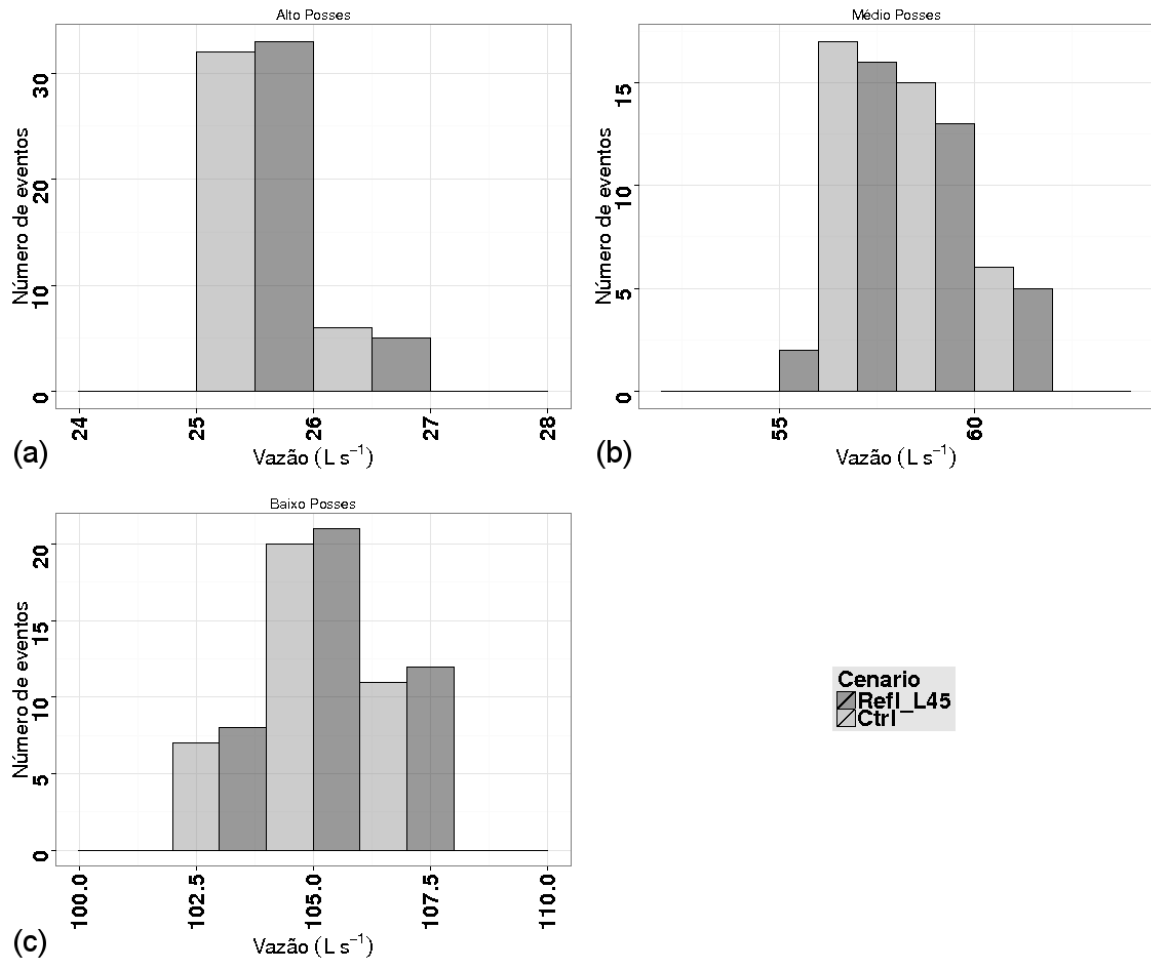 Alto Posses
Número de eventos
30
20
10
0
24
25
26
27
28
Vazão (L s⁻¹)
(a)
Médio Posses
Número de eventos
15
10
5
0
55
60
Vazão (L s⁻¹)
(b)
Baixo Posses
Número de eventos
20
15
10
5
0
100.0
102.5
105.0
107.5
110.0
Vazão (L s⁻¹)
(c)
Cenario
Refl_L45
Ctrl